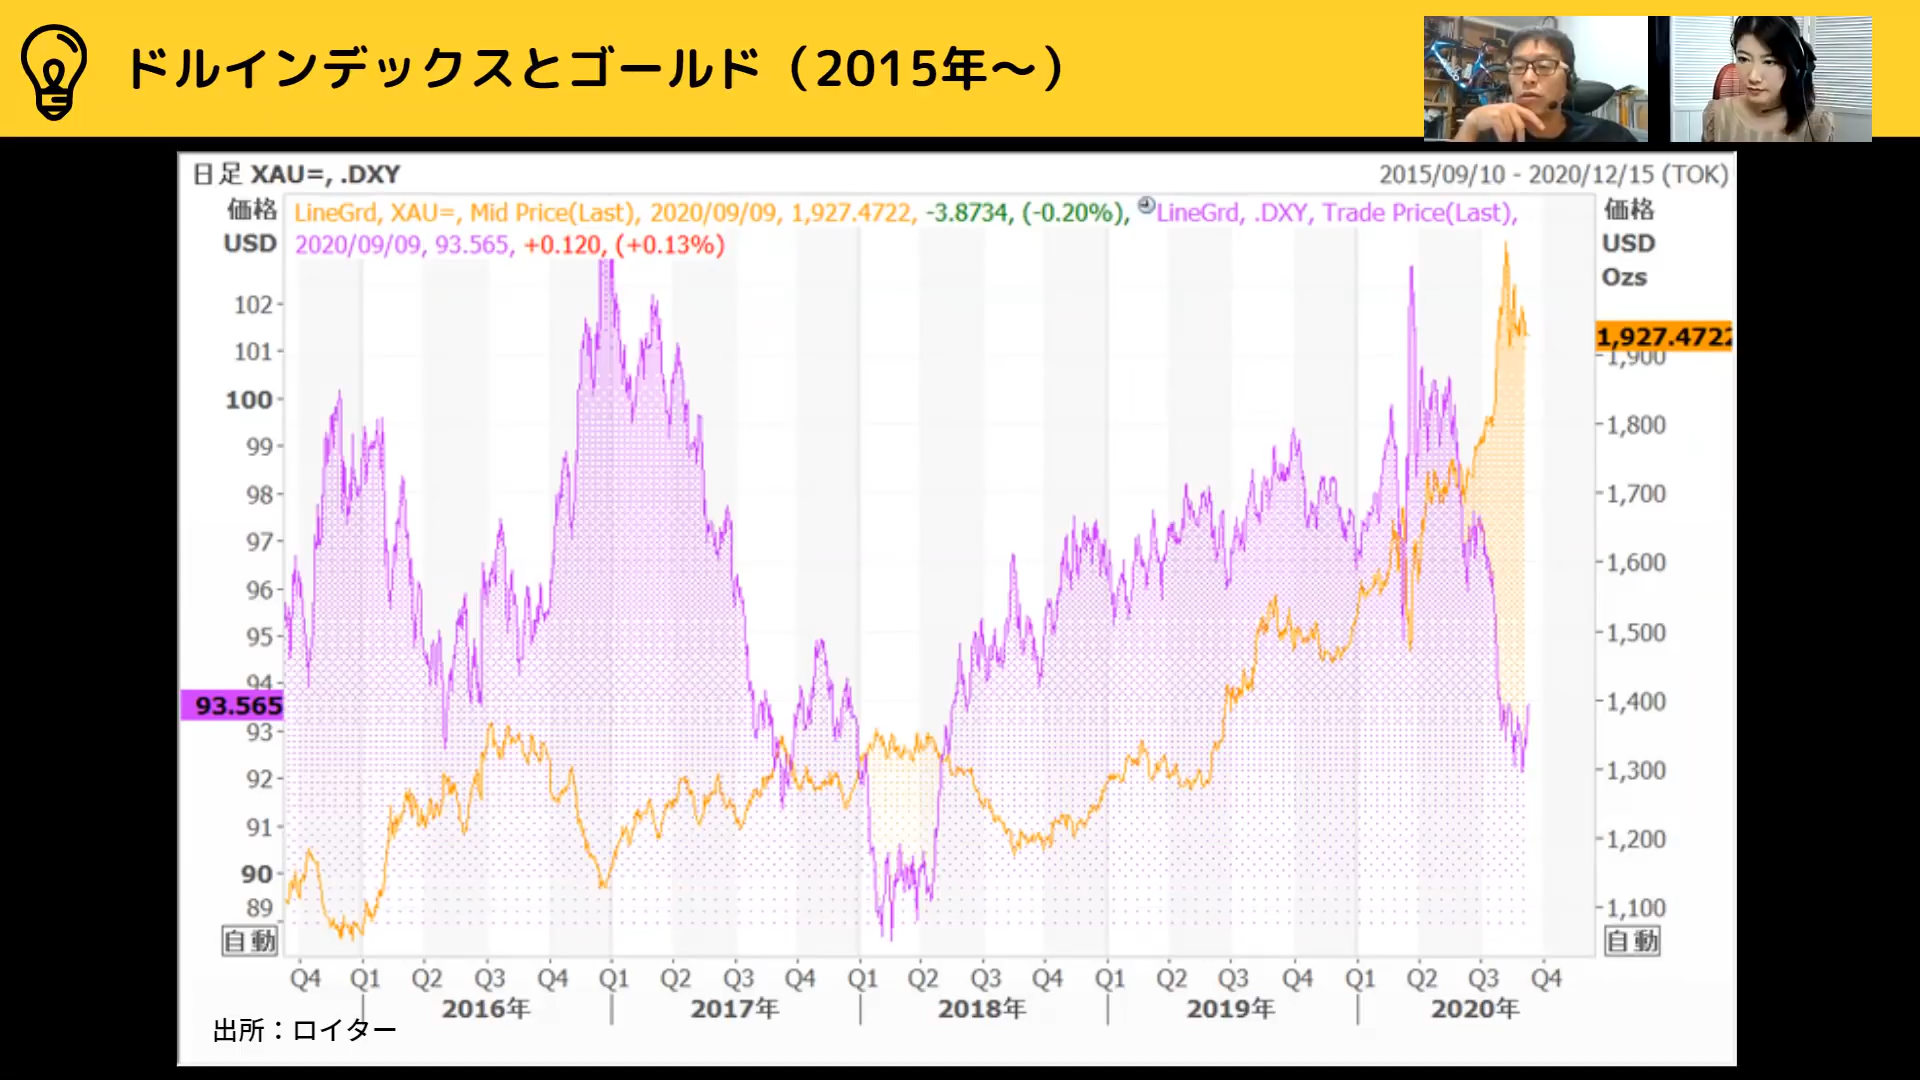 ドルインデックスとゴールド（2015年～）
日足 XAU=, .DXY
2015/09/10 - 2020/12/15 (TOK)
価格
USD
LineGrd, XAU=, Mid Price(Last), 2020/09/09, 1,927.4722, -3.8734, (-0.20%), LineGrd, .DXY, Trade Price(Last),
2020/09/09, 93.565, +0.120, (+0.13%)
価格
USD
Ozs
102
101
100
99
98
97
96
95
94
93.565
93
92
91
90
89
自動
1,927.4722
1,900
1,800
1,700
1,600
1,500
1,400
1,300
1,200
1,100
自動
Q4 Q1 Q2 Q3 Q4 Q1 Q2 Q3 Q4 Q1 Q2 Q3 Q4 Q1 Q2 Q3 Q4 Q1 Q2 Q3 Q4
2016年 2017年 2018年 2019年 2020年
出所：ロイター